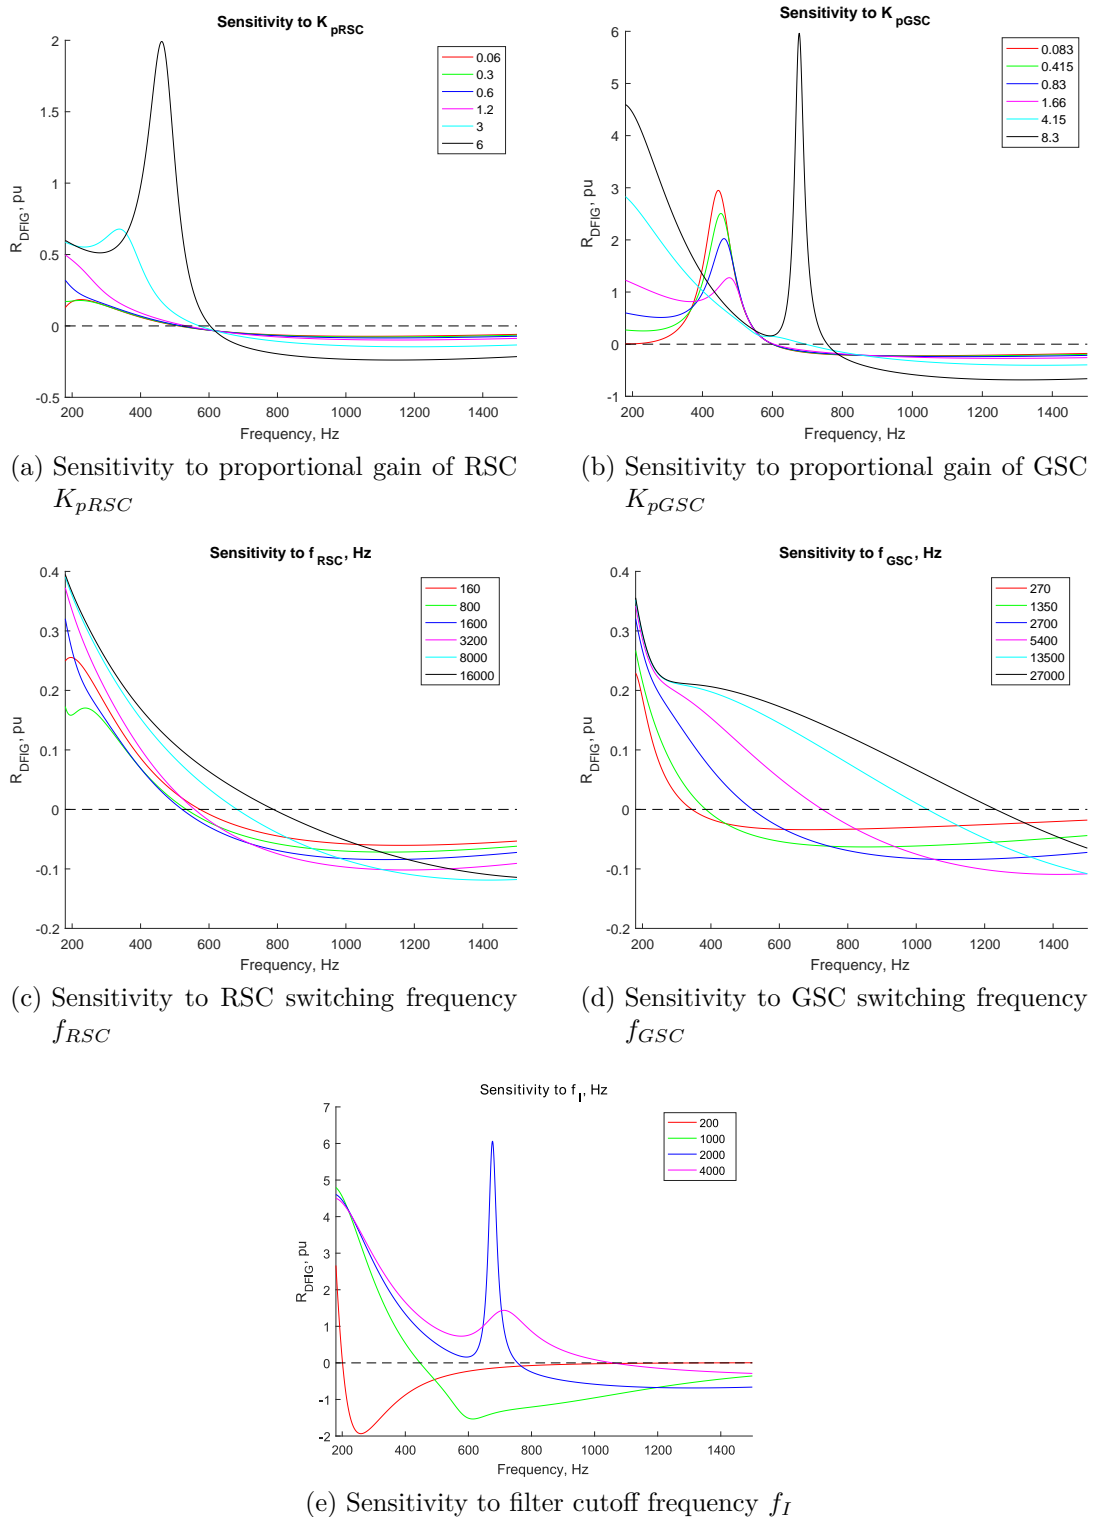 Sensitivity to K pRSC
R DFIG, pu
2
1.5
1
0.5
0
-0.5
200 400 600 800 1000 1200 1400
Frequency, Hz
0.06
0.3
0.6
1.2
3
6
(a) Sensitivity to proportional gain of RSC
K_pRSC
Sensitivity to K pGSC
R DFIG, pu
6
5
4
3
2
1
0
-1
200 400 600 800 1000 1200 1400
Frequency, Hz
0.083
0.415
0.83
1.66
4.15
8.3
(b) Sensitivity to proportional gain of GSC
K_pGSC
Sensitivity to f RSC, Hz
R DFIG, pu
0.4
0.3
0.2
0.1
0
-0.1
-0.2
200 400 600 800 1000 1200 1400
Frequency, Hz
160
800
1600
3200
8000
16000
(c) Sensitivity to RSC switching frequency
f_RSC
Sensitivity to f GSC, Hz
R DFIG, pu
0.4
0.3
0.2
0.1
0
-0.1
-0.2
200 400 600 800 1000 1200 1400
Frequency, Hz
270
1350
2700
5400
13500
27000
(d) Sensitivity to GSC switching frequency
f_GSC
Sensitivity to f I, Hz
R DFIG, pu
7
6
5
4
3
2
1
0
-1
-2
200 400 600 800 1000 1200 1400
Frequency, Hz
200
1000
2000
4000
(e) Sensitivity to filter cutoff frequency f_I